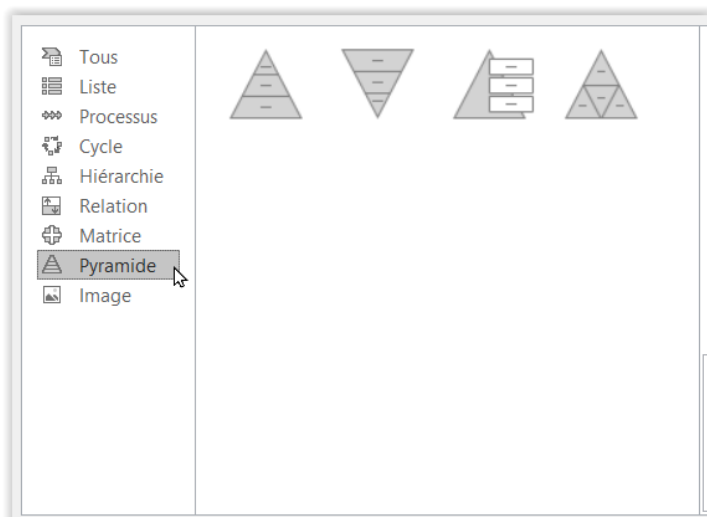 Tous
Liste
Processus
Cycle
Hiérarchie
Relation
Matrice
Pyramide
Image